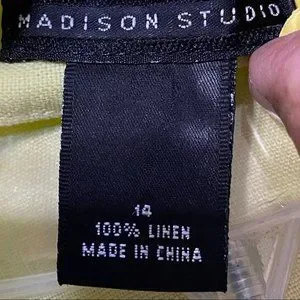 MADISON STUDIO
14
100% LINEN
MADE IN CHINA